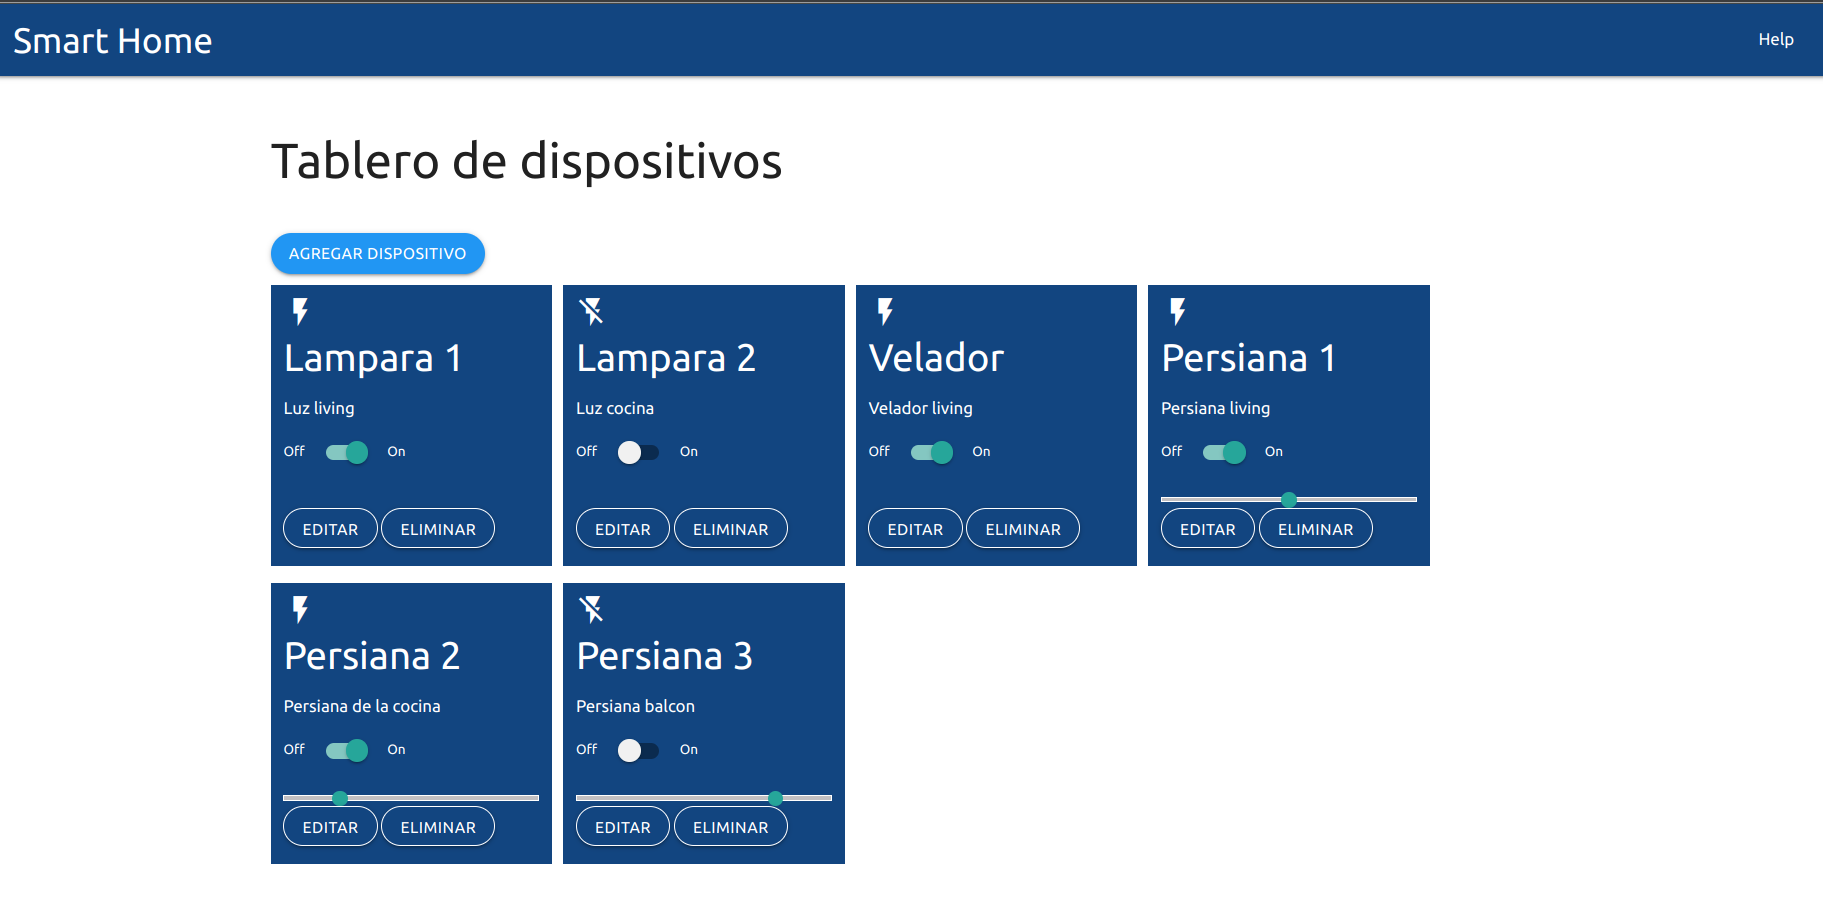 Smart Home
Help
Tablero de dispositivos
AGREGAR DISPOSITIVO
Lampara 1
Luz living
Off On
EDITAR ELIMINAR
Lampara 2
Luz cocina
Off On
EDITAR ELIMINAR
Velador
Velador living
Off On
EDITAR ELIMINAR
Persiana 1
Persiana living
Off On
EDITAR ELIMINAR
Persiana 2
Persiana de la cocina
Off On
EDITAR ELIMINAR
Persiana 3
Persiana balcon
Off On
EDITAR ELIMINAR